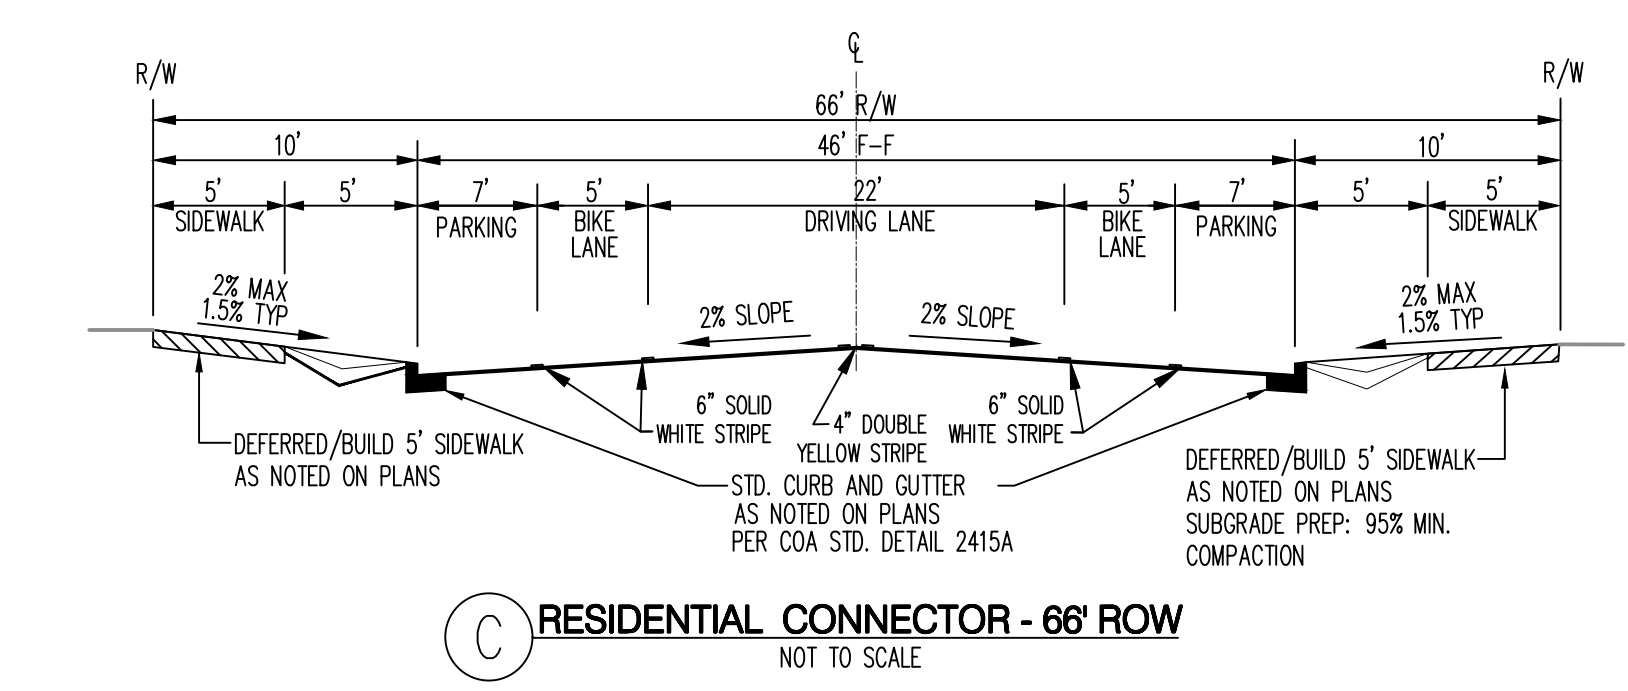 ℄
R/W
R/W
66' R/W
10'
46' F-F
10'
5'
5'
7'
5'
22'
5'
7'
5'
5'
SIDEWALK
PARKING
BIKE
LANE
DRIVING LANE
BIKE
LANE
PARKING
SIDEWALK
2% MAX
1.5% TYP
2% SLOPE
2% SLOPE
2% MAX
1.5% TYP
6" SOLID
WHITE STRIPE
4" DOUBLE
YELLOW STRIPE
6" SOLID
WHITE STRIPE
DEFERRED/BUILD 5' SIDEWALK
AS NOTED ON PLANS
STD. CURB AND GUTTER
AS NOTED ON PLANS
PER COA STD. DETAIL 2415A
DEFERRED/BUILD 5' SIDEWALK
AS NOTED ON PLANS
SUBGRADE PREP: 95% MIN.
COMPACTION
C
RESIDENTIAL CONNECTOR - 66' ROW
NOT TO SCALE